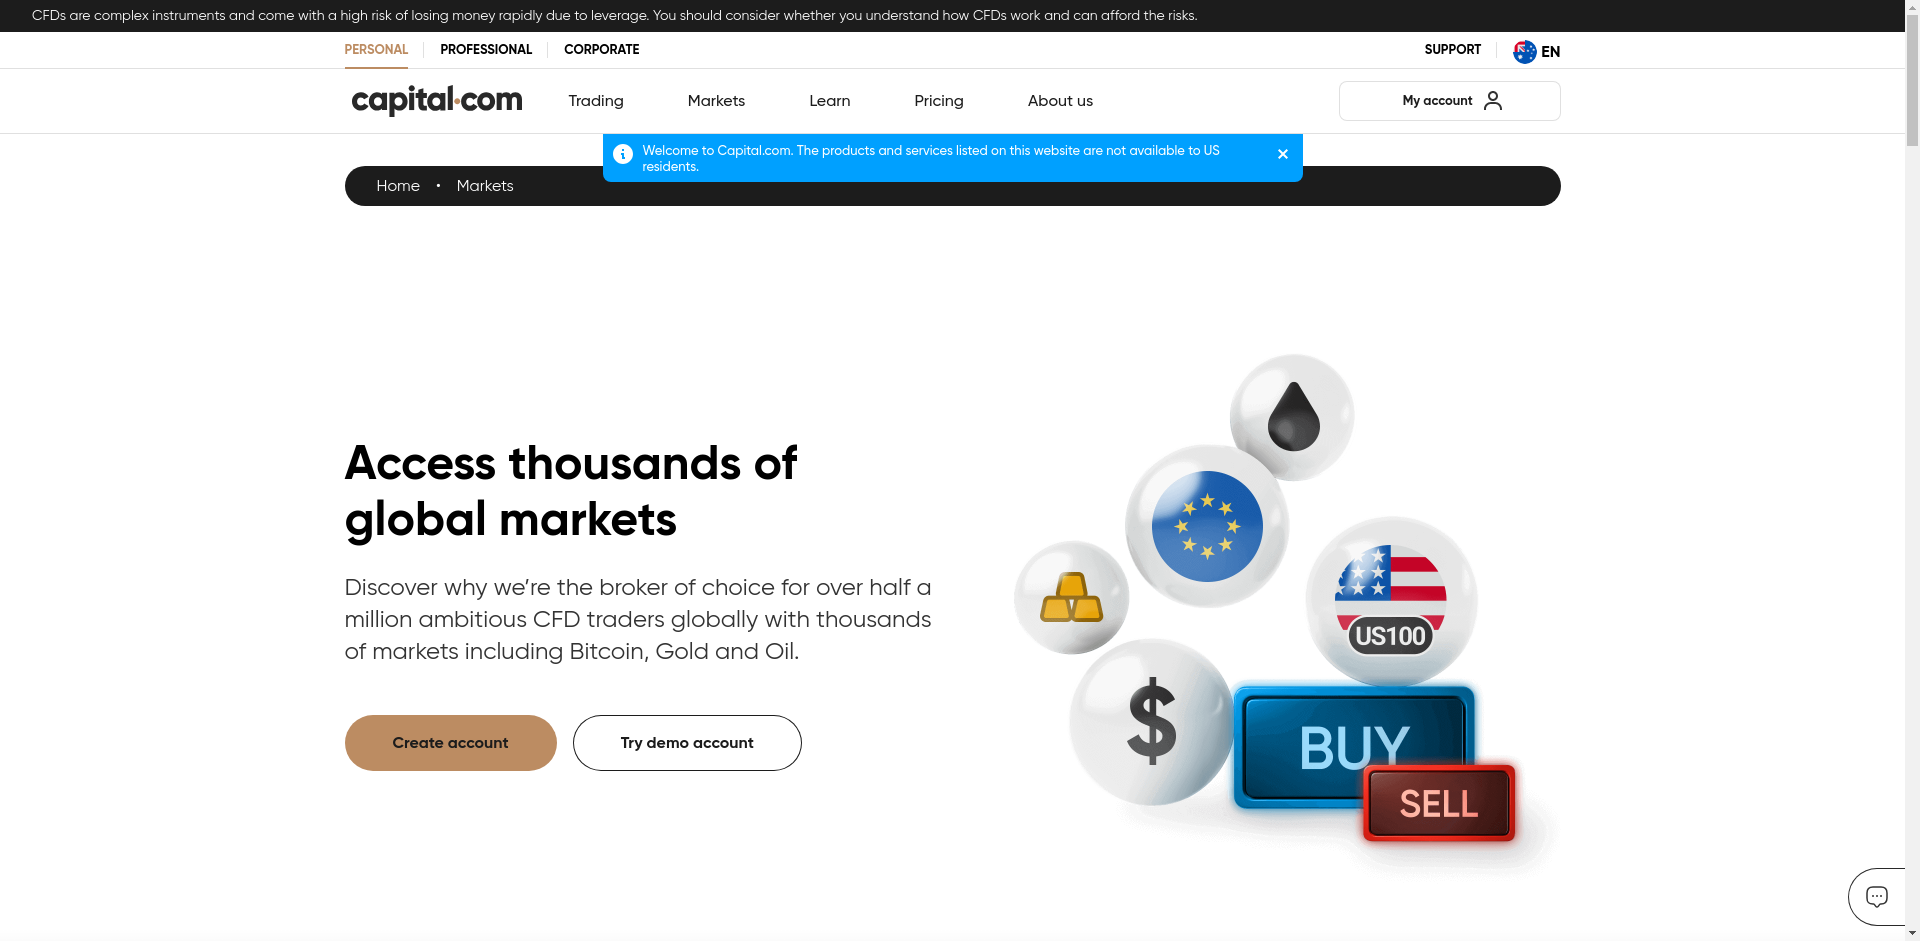 CFDs are complex instruments and come with a high risk of losing money rapidly due to leverage. You should consider whether you understand how CFDs work and can afford the risks.
PERSONAL PROFESSIONAL CORPORATE SUPPORT EN
capital.com Trading Markets Learn Pricing About us My account
Welcome to Capital.com. The products and services listed on this website are not available to US
residents.
Home • Markets
Access thousands of
global markets
Discover why we’re the broker of choice for over half a
million ambitious CFD traders globally with thousands
of markets including Bitcoin, Gold and Oil.
Create account Try demo account
US100
$
BUY
SELL